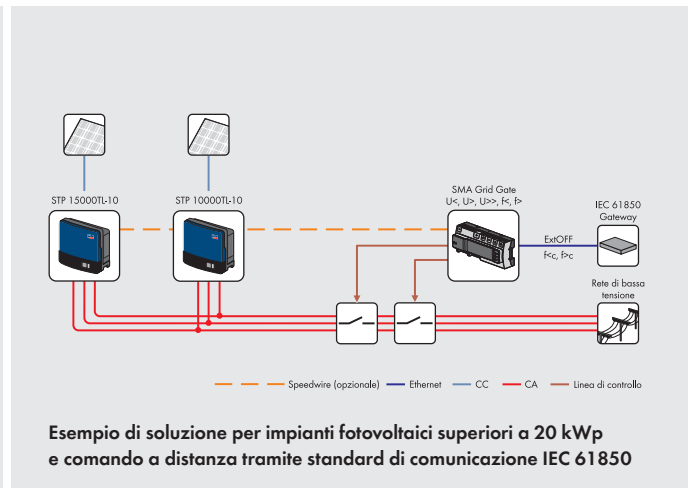 STP 15000TL-10
STP 10000TL-10
SMA Grid Gate
U<, U>, U>>, f<, f>
IEC 61850
Gateway
ExtOFF
f<c, f>c
Rete di bassa
tensione
Speedwire (opzionale)
Ethernet
CC
CA
Linea di controllo
Esempio di soluzione per impianti fotovoltaici superiori a 20 kWp
e comando a distanza tramite standard di comunicazione IEC 61850